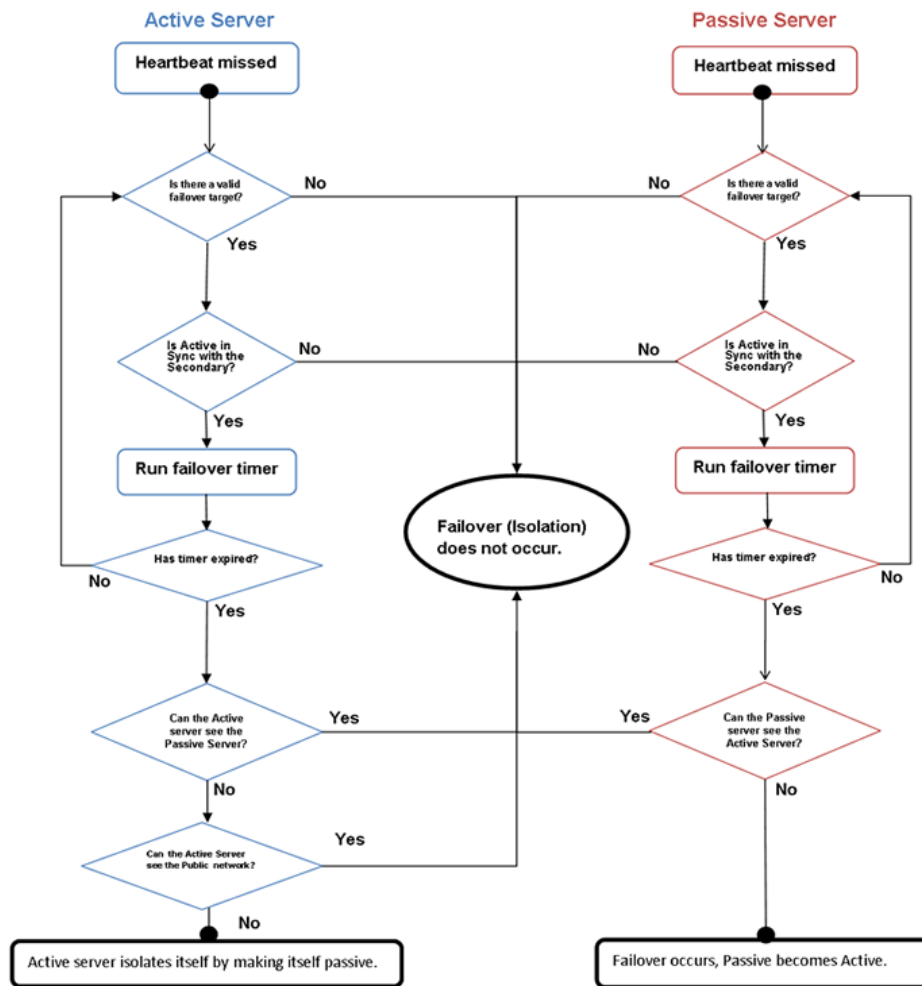 Active Server
Passive Server
Heartbeat missed
Heartbeat missed
Is there a valid
failover target?
No
No
Is there a valid
failover target?
Yes
Yes
Is Active in
Sync with the
Secondary?
No
No
Is Active in
Sync with the
Secondary?
Yes
Yes
Run failover timer
Run failover timer
Failover (Isolation)
does not occur.
Has timer expired?
Has timer expired?
No
No
Yes
Yes
Can the Active
server see the
Passive Server?
Yes
Yes
Can the Passive
server see the
Active Server?
No
No
Can the Active Server
see the Public network?
Yes
No
Active server isolates itself by making itself passive.
Failover occurs, Passive becomes Active.